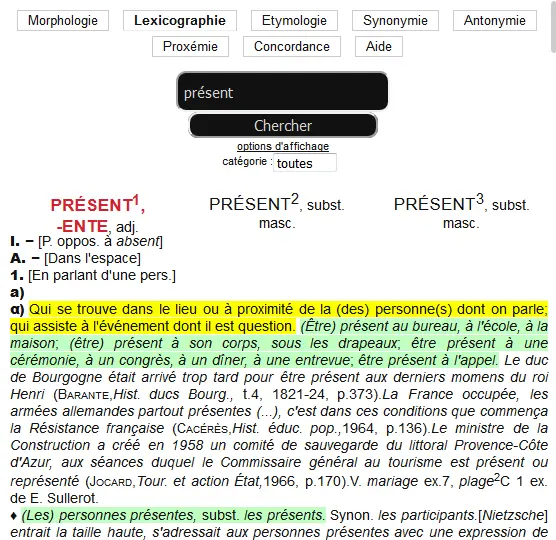 Morphologie Lexicographie Etymologie Synonymie Antonymie
Proxémie Concordance Aide
présent
Chercher
options d'affichage
catégorie : toutes
PRÉSENT1, PRÉSENT2, subst. PRÉSENT3, subst.
-ENTE, adj. masc. masc.
I. − [P. oppos. à absent]
A. − [Dans l'espace]
1. [En parlant d'une pers.]
a)
α) Qui se trouve dans le lieu ou à proximité de la (des) personne(s) dont on parle;
qui assiste à l'événement dont il est question. (Être) présent au bureau, à l'école, à la
maison; (être) présent à son corps, sous les drapeaux; être présent à une
cérémonie, à un congrès, à un dîner, à une entrevue; être présent à l'appel. Le duc
de Bourgogne était arrivé trop tard pour être présent aux derniers momens du roi
Henri (BARANTE,Hist. ducs Bourg., t.4, 1821-24, p.373).La France occupée, les
armées allemandes partout présentes (...), c'est dans ces conditions que commença
la Résistance française (CACÉRÈS,Hist. éduc. pop.,1964, p.136).Le ministre de la
Construction a créé en 1958 un comité de sauvegarde du littoral Provence-Côte
d'Azur, aux séances duquel le Commissaire général au tourisme est présent ou
représenté (JOCARD,Tour. et action État,1966, p.170).V. mariage ex.7, plage2C 1 ex.
de E. Sullerot.
♦ (Les) personnes présentes, subst. les présents. Synon. les participants.[Nietzsche]
entrait la taille haute, s'adressait aux personnes présentes avec une expression de